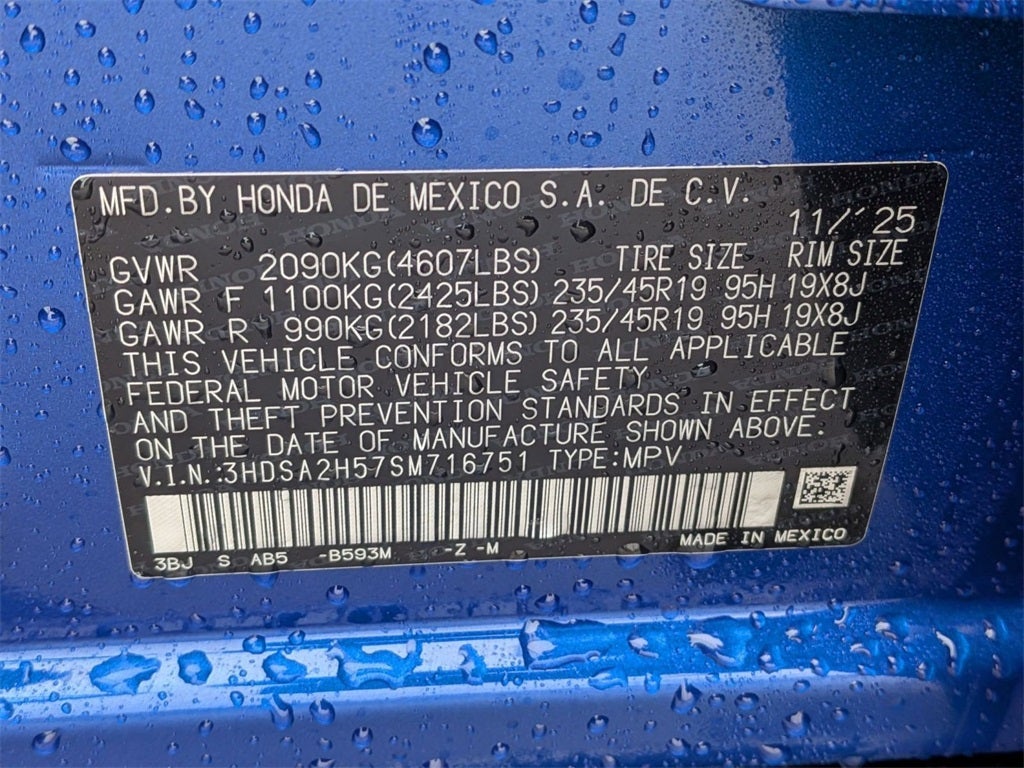 MFD.BY HONDA DE MEXICO S.A. DE C.V.
11/'25
GVWR 2090KG(4607LBS) TIRE SIZE RIM SIZE
GAWR F 1100KG(2425LBS) 235/45R19 95H 19X8J
GAWR R 990KG(2182LBS) 235/45R19 95H 19X8J
THIS VEHICLE CONFORMS TO ALL APPLICABLE
FEDERAL MOTOR VEHICLE SAFETY
AND THEFT PREVENTION STANDARDS IN EFFECT
ON THE DATE OF MANUFACTURE SHOWN ABOVE.
V.I.N.:3HDSA2H57SM716751 TYPE:MPV
3BJ S AB5 -B593M -Z -M MADE IN MEXICO